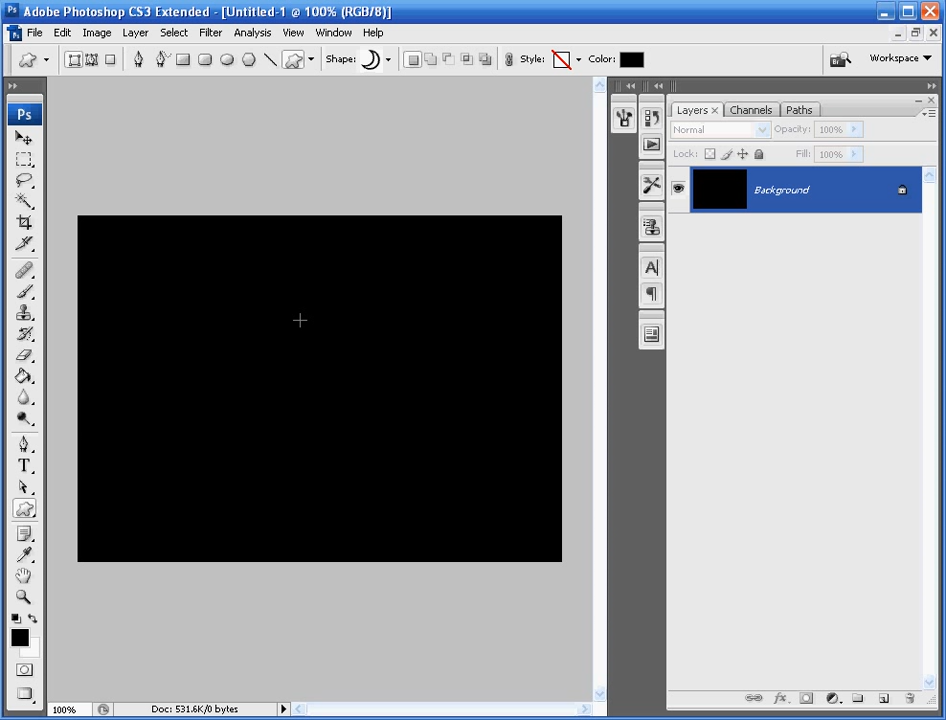 Ps Adobe Photoshop CS3 Extended - [Untitled-1 @ 100% (RGB/8)]
File Edit Image Layer Select Filter Analysis View Window Help
Shape: Style: Color: Workspace
Ps
Layers Channels Paths
Normal Opacity: 100%
Lock: Fill: 100%
Background
A
T
100% Doc: 531.6K/0 bytes